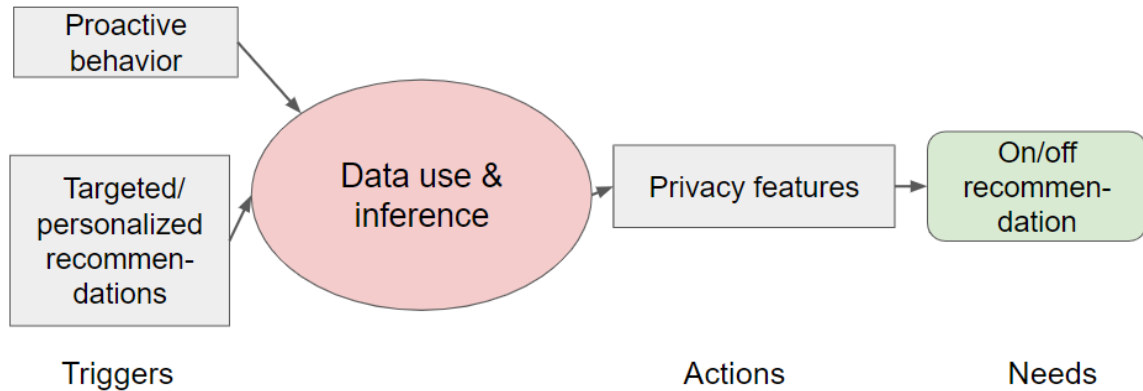 Proactive
behavior
Targeted/
personalized
recommen-
dations
Data use &
inference
Privacy features
On/off
recommen-
dation
Triggers
Actions
Needs